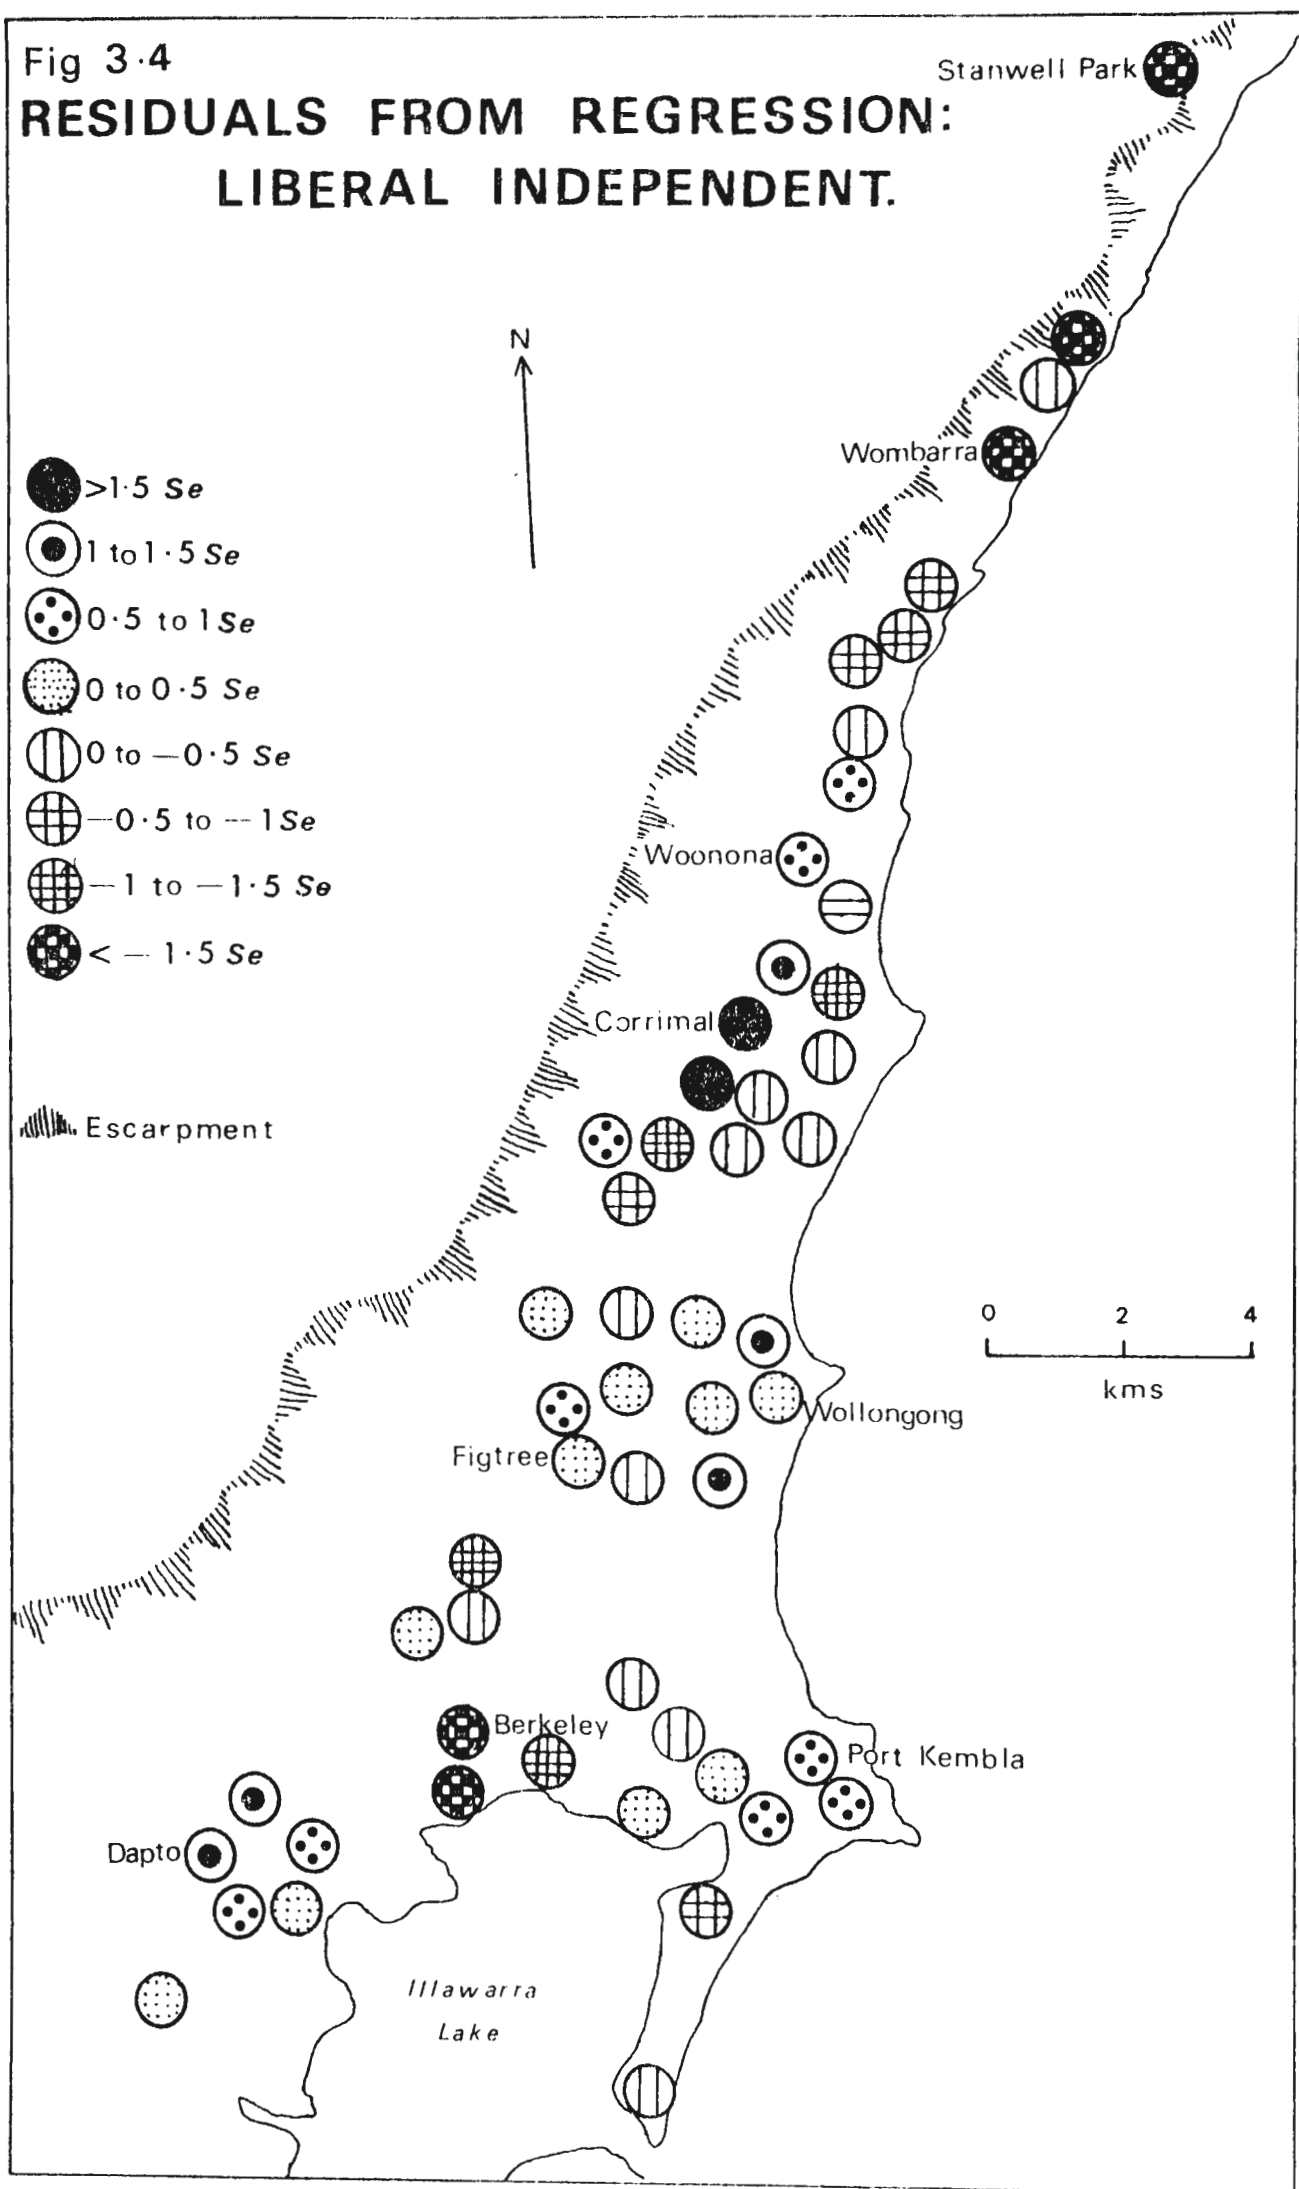 Fig 3·4
RESIDUALS FROM REGRESSION:
LIBERAL INDEPENDENT.
Stanwell Park
N
Wombarra
>1·5 Se
1 to 1·5 Se
0·5 to 1 Se
0 to 0·5 Se
0 to —0·5 Se
—0·5 to —1 Se
—1 to —1·5 Se
< — 1·5 Se
Woonona
Corrimal
Escarpment
0 2 4
kms
Wollongong
Figtree
Berkeley
Port Kembla
Dapto
Illawarra
Lake